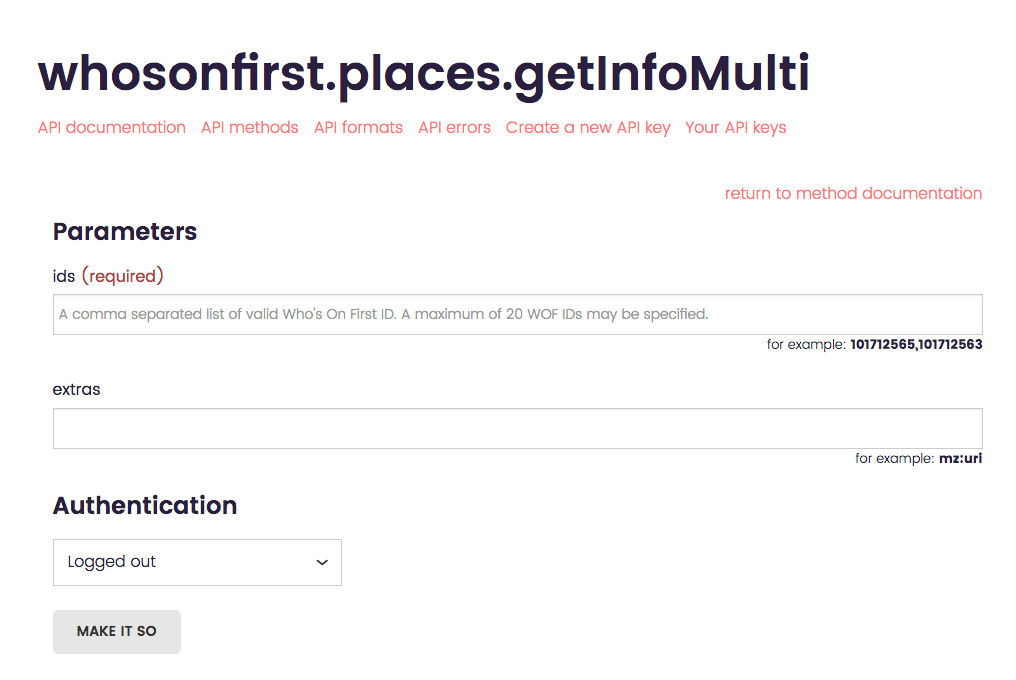 whosonfirst.places.getInfoMulti
API documentation API methods API formats API errors Create a new API key Your API keys
return to method documentation
Parameters
ids (required)
A comma separated list of valid Who's On First ID. A maximum of 20 WOF IDs may be specified.
for example: 101712565,101712563
extras
for example: mz:uri
Authentication
Logged out
MAKE IT SO